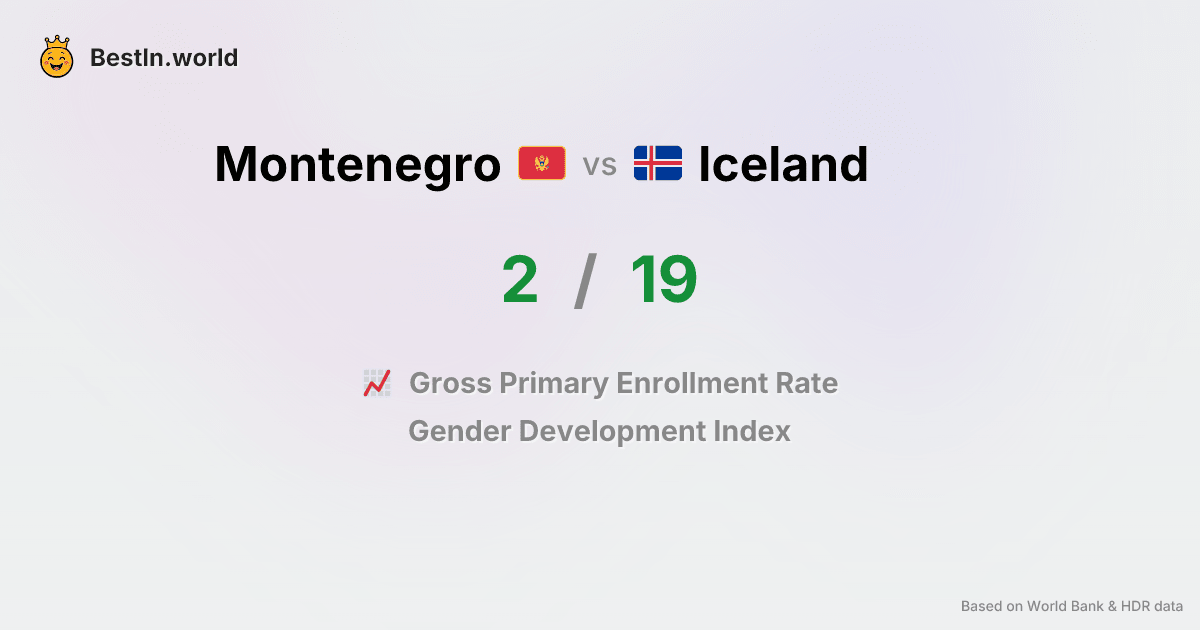 BestIn.world
Montenegro vs Iceland
2 / 19
Gross Primary Enrollment Rate
Gender Development Index
Based on World Bank & HDR data